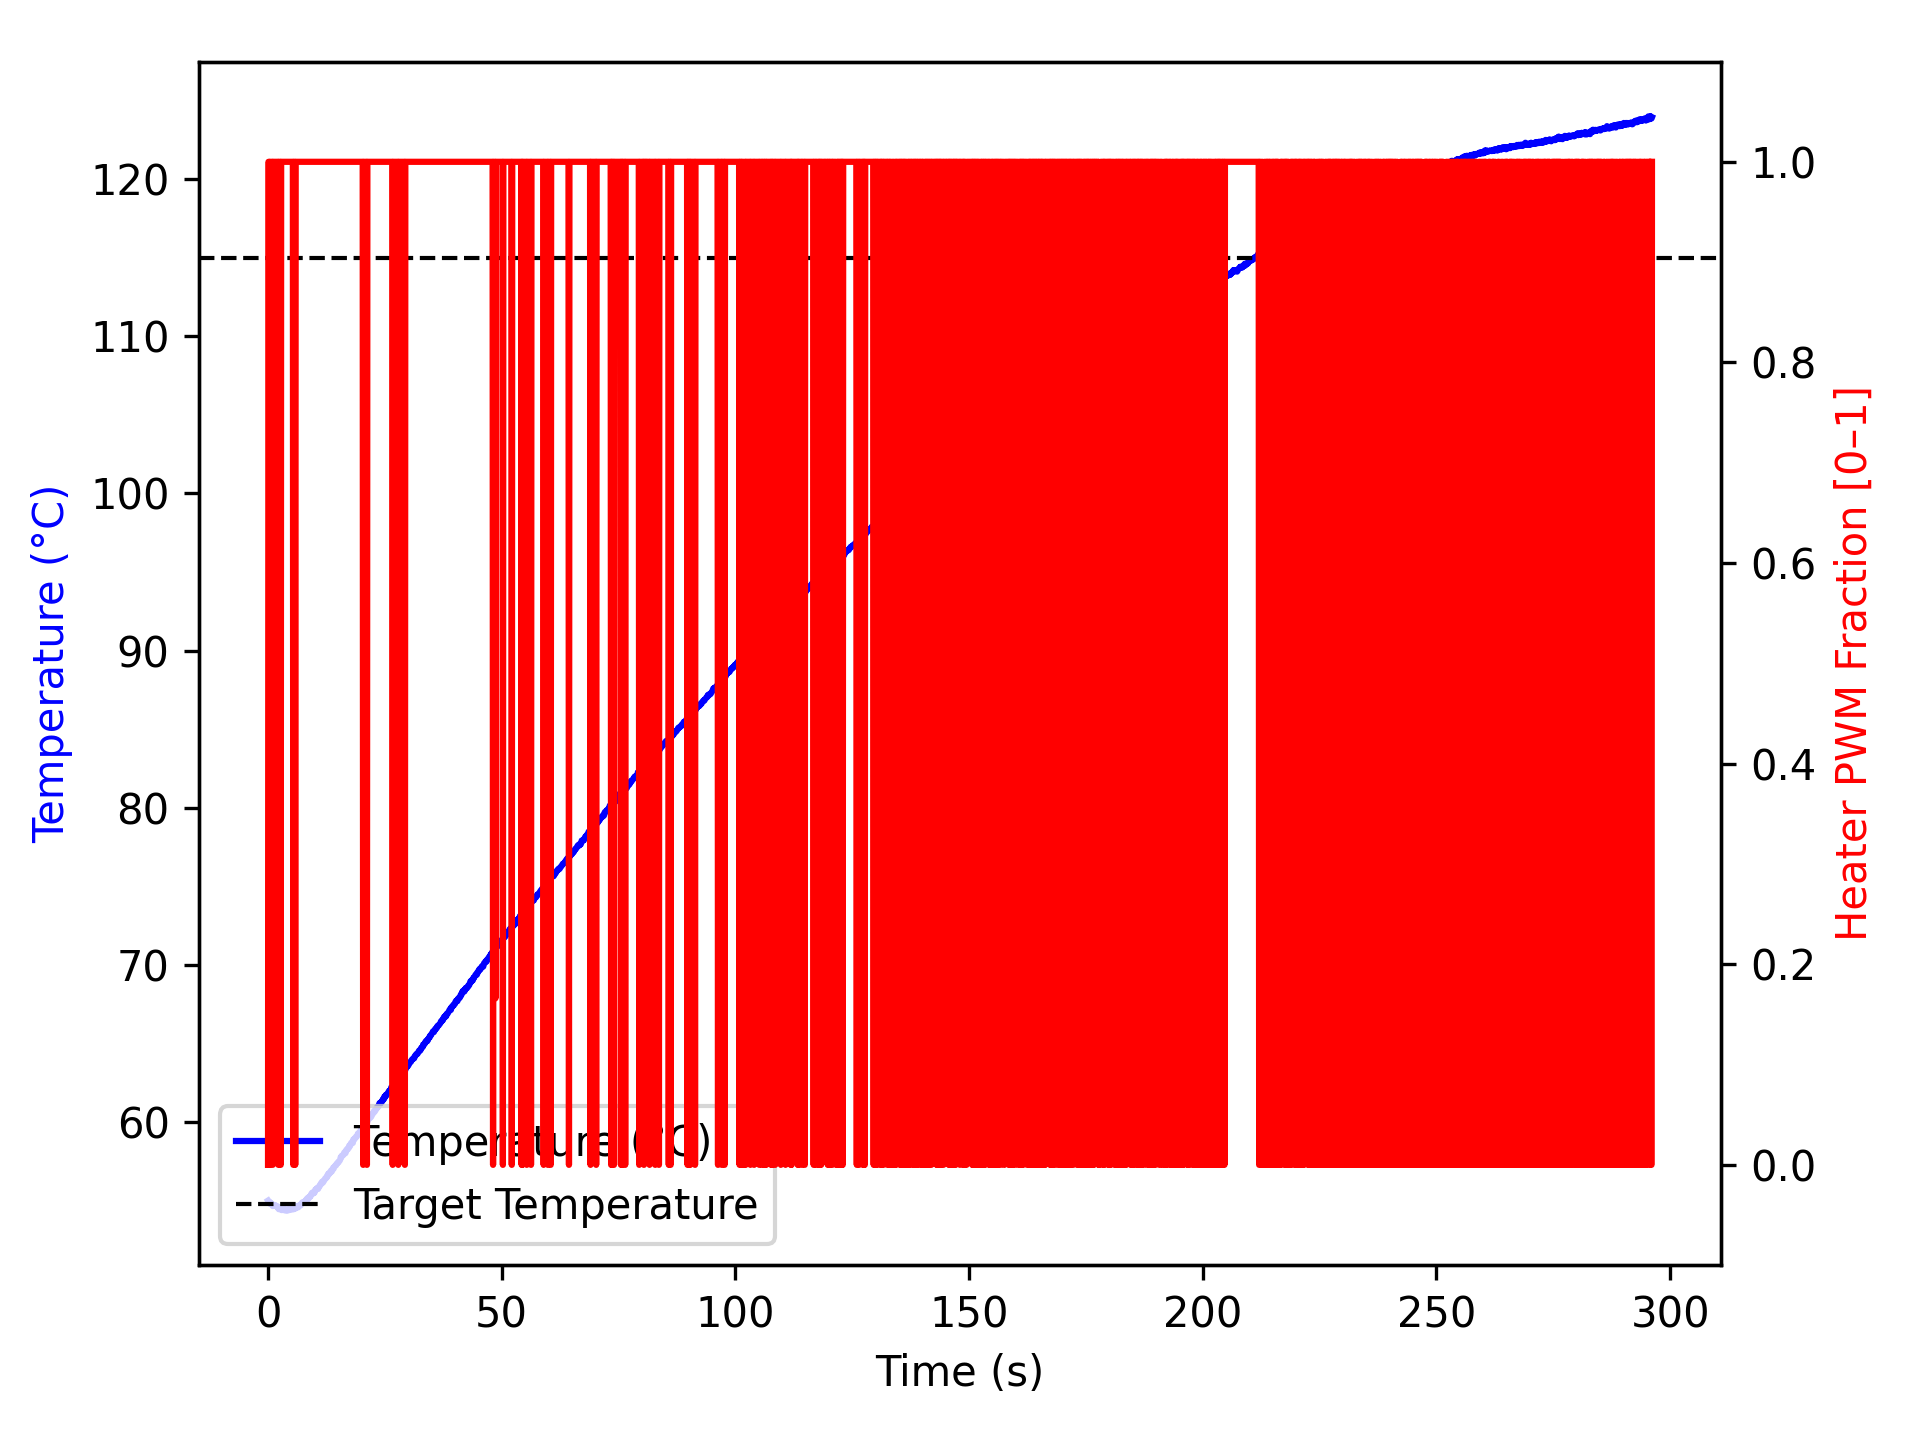 120
110
100
90
80
70
60
Temperature (°C)
1.0
0.8
0.6
0.4
0.2
0.0
Heater PWM Fraction [0–1]
Temperature (°C)
Target Temperature
0 50 100 150 200 250 300
Time (s)